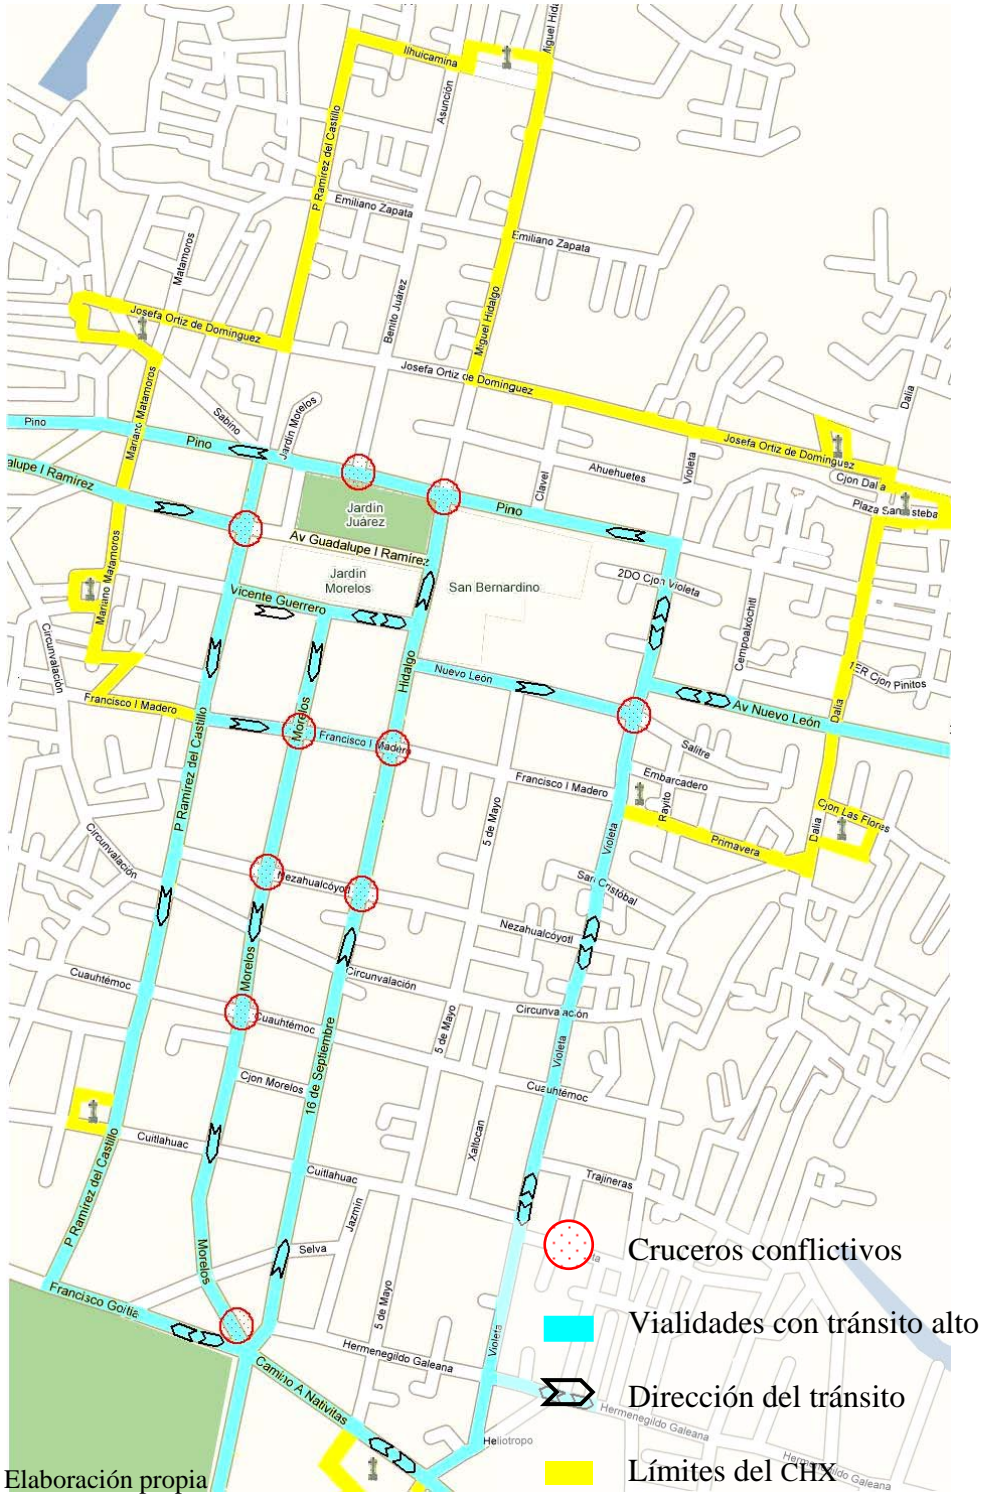 Ilhuicamina
Miguel Hidalgo
Asunción
P Ramírez del Castillo
Emiliano Zapata
Emiliano Zapata
Matamoros
Benito Juárez
Miguel Hidalgo
Josefa Ortiz de Domínguez
Josefa Ortiz de Domínguez
Dalia
Mariano Matamoros
Sabino
Jardín Morelos
Pino
Pino
Josefa Ortiz de Domínguez
Violeta
Clavel
Ahuehuetes
Cjon Dalia
Plaza San Esteba
alupe I Ramírez
Jardín
Juárez
Pino
Av Guadalupe I Ramírez
Jardín
Morelos
San Bernardino
2DO Cjon Violeta
Vicente Guerrero
Mariano Matamoros
Circunvalación
Cempoalxóchitl
Hidalgo
Nuevo León
1ER Cjon Pinitos
Francisco I Madero
Av Nuevo León
Dalia
Morelos
Francisco I Madero
Salitre
P Ramírez del Castillo
Francisco I Madero
Embarcadero
Rayito
5 de Mayo
Violeta
Primavera
Dalia
Cjon Las Flores
Circunvalación
Nezahualcóyotl
San Cristóbal
Nezahualcóyotl
Cuauhtémoc
Morelos
Circunvalación
Circunvalación
Cuauhtémoc
5 de Mayo
Violeta
16 de Septiembre
Cjon Morelos
Cuauhtémoc
Cuitlahuac
Xaltocan
P Ramírez del Castillo
Cuitlahuac
Trajineras
Jazmín
Selva
Morelos
Cruceros conflictivos
Francisco Goitia
5 de Mayo
Vialidades con tránsito alto
Hermenegildo Galeana
Violeta
Camino A Nativitas
Dirección del tránsito
Hermenegildo Galeana
Heliotropo
Hermenegildo Galeana
Límites del CHX
Elaboración propia